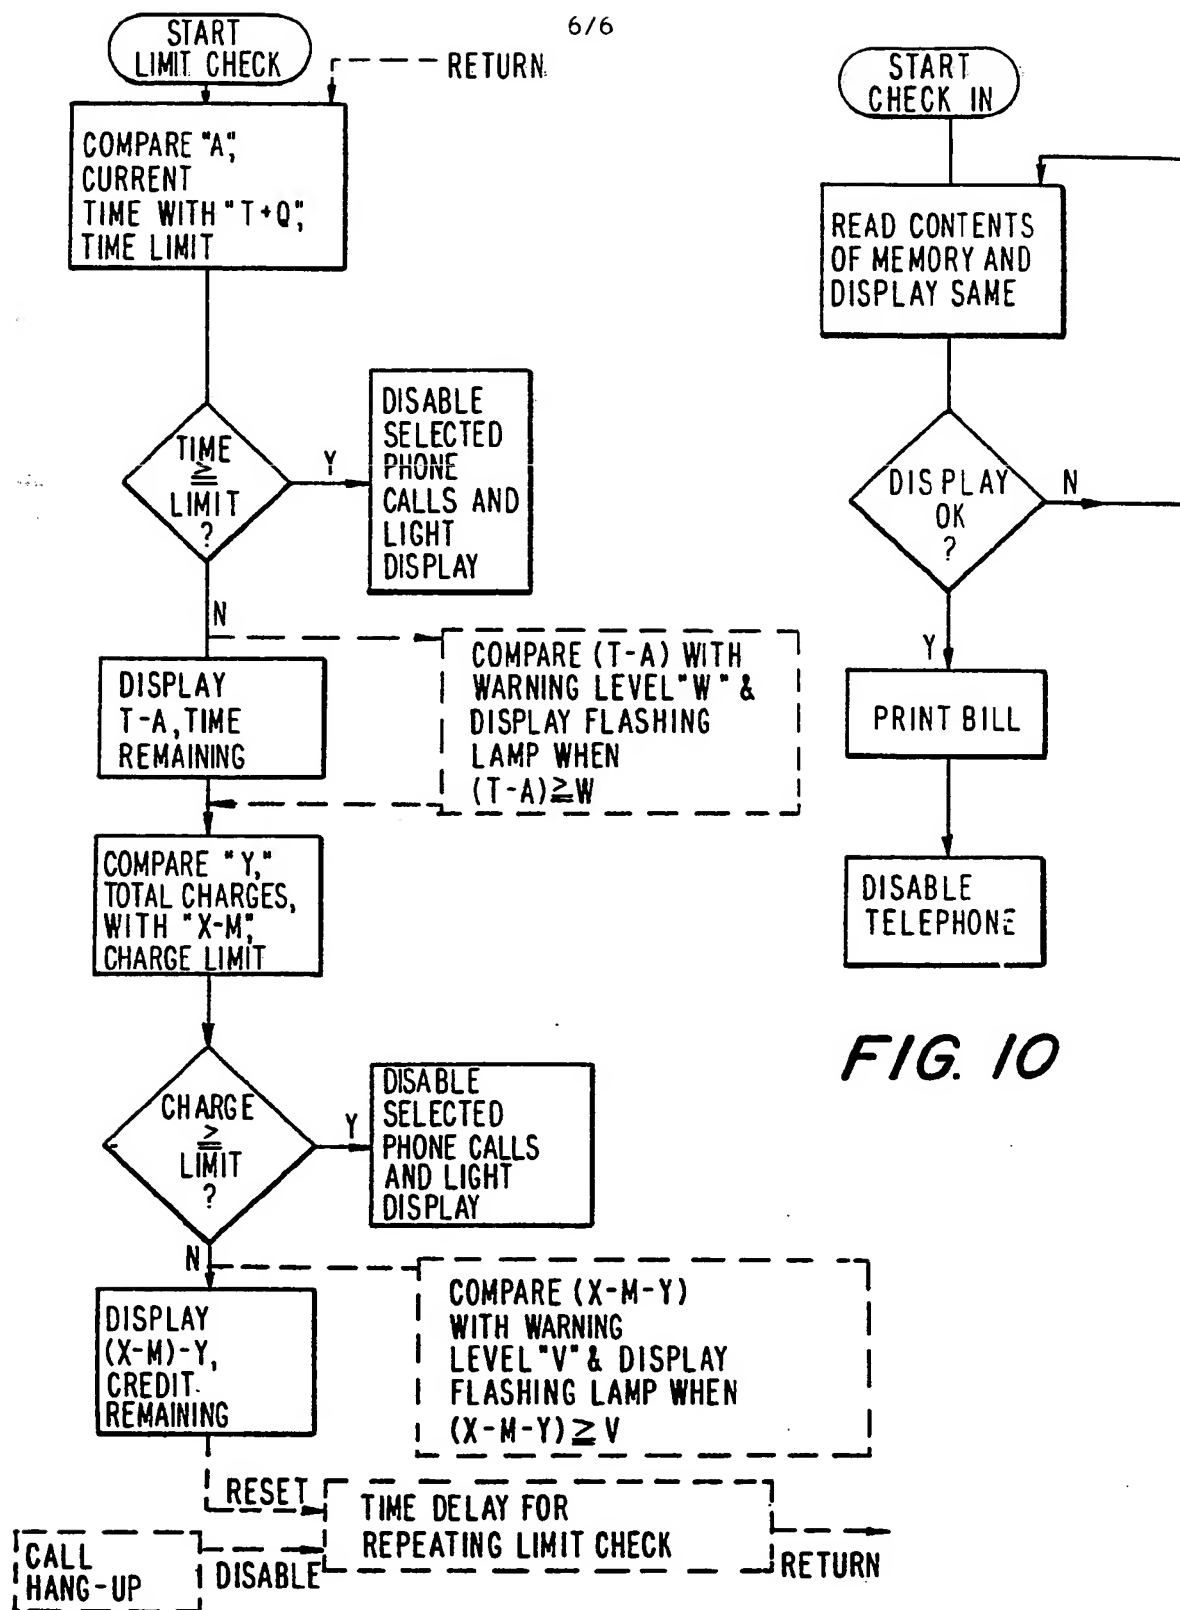 6/6
START
LIMIT CHECK
RETURN
COMPARE "A",
CURRENT
TIME WITH "T+Q",
TIME LIMIT
TIME
≧
LIMIT
?
Y
DISABLE
SELECTED
PHONE
CALLS AND
LIGHT
DISPLAY
N
DISPLAY
T-A, TIME
REMAINING
COMPARE (T-A) WITH
WARNING LEVEL "W" &
DISPLAY FLASHING
LAMP WHEN
(T-A)≧W
COMPARE "Y,"
TOTAL CHARGES,
WITH "X-M",
CHARGE LIMIT
CHARGE
≧
LIMIT
?
Y
DISABLE
SELECTED
PHONE CALLS
AND LIGHT
DISPLAY
N
DISPLAY
(X-M)-Y,
CREDIT
REMAINING
COMPARE (X-M-Y)
WITH WARNING
LEVEL "V" & DISPLAY
FLASHING LAMP WHEN
(X-M-Y)≧V
RESET
TIME DELAY FOR
REPEATING LIMIT CHECK
RETURN
CALL
HANG-UP
DISABLE
START
CHECK IN
READ CONTENTS
OF MEMORY AND
DISPLAY SAME
DISPLAY
OK
?
N
Y
PRINT BILL
DISABLE
TELEPHONE
FIG. 10